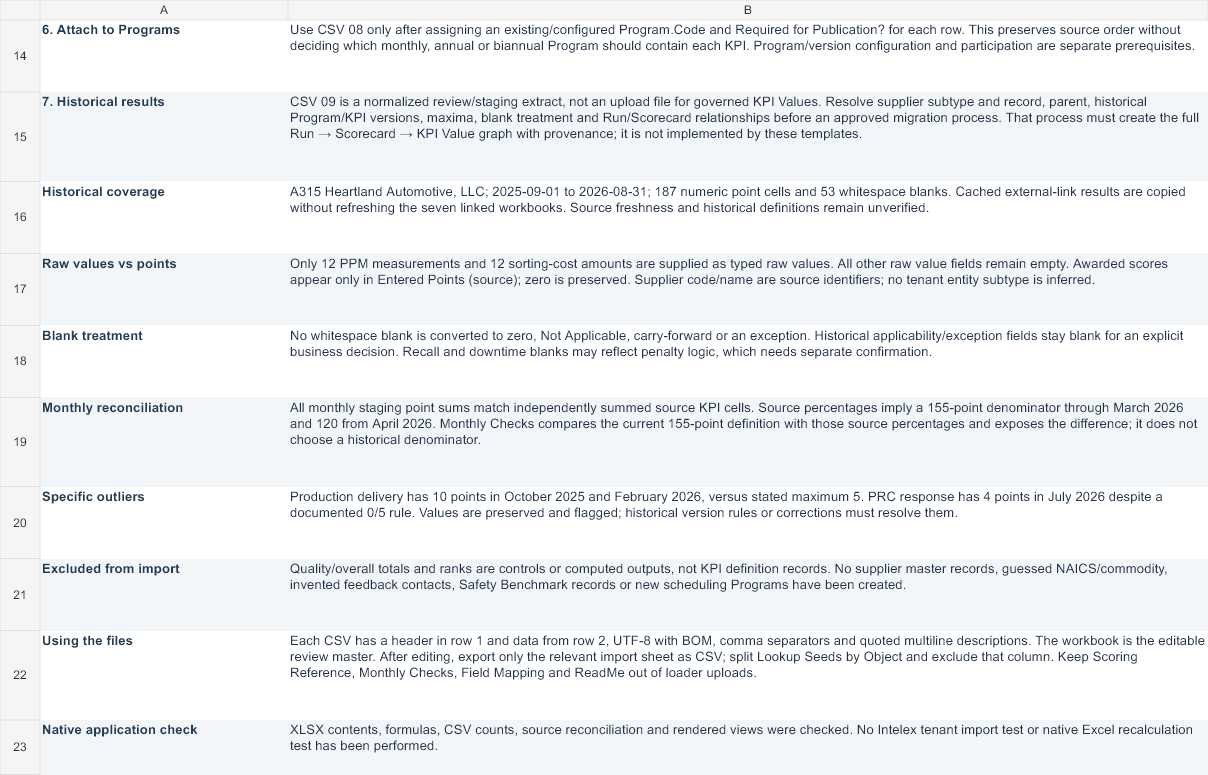 A B
14
6. Attach to Programs
Use CSV 08 only after assigning an existing/configured Program.Code and Required for Publication? for each row. This preserves source order without
deciding which monthly, annual or biannual Program should contain each KPI. Program/version configuration and participation are separate prerequisites.
15
7. Historical results
CSV 09 is a normalized review/staging extract, not an upload file for governed KPI Values. Resolve supplier subtype and record, parent, historical
Program/KPI versions, maxima, blank treatment and Run/Scorecard relationships before an approved migration process. That process must create the full
Run → Scorecard → KPI Value graph with provenance; it is not implemented by these templates.
16
Historical coverage
A315 Heartland Automotive, LLC; 2025-09-01 to 2026-08-31; 187 numeric point cells and 53 whitespace blanks. Cached external-link results are copied
without refreshing the seven linked workbooks. Source freshness and historical definitions remain unverified.
17
Raw values vs points
Only 12 PPM measurements and 12 sorting-cost amounts are supplied as typed raw values. All other raw value fields remain empty. Awarded scores
appear only in Entered Points (source); zero is preserved. Supplier code/name are source identifiers; no tenant entity subtype is inferred.
18
Blank treatment
No whitespace blank is converted to zero, Not Applicable, carry-forward or an exception. Historical applicability/exception fields stay blank for an explicit
business decision. Recall and downtime blanks may reflect penalty logic, which needs separate confirmation.
19
Monthly reconciliation
All monthly staging point sums match independently summed source KPI cells. Source percentages imply a 155-point denominator through March 2026
and 120 from April 2026. Monthly Checks compares the current 155-point definition with those source percentages and exposes the difference; it does not
choose a historical denominator.
20
Specific outliers
Production delivery has 10 points in October 2025 and February 2026, versus stated maximum 5. PRC response has 4 points in July 2026 despite a
documented 0/5 rule. Values are preserved and flagged; historical version rules or corrections must resolve them.
21
Excluded from import
Quality/overall totals and ranks are controls or computed outputs, not KPI definition records. No supplier master records, guessed NAICS/commodity,
invented feedback contacts, Safety Benchmark records or new scheduling Programs have been created.
22
Using the files
Each CSV has a header in row 1 and data from row 2, UTF-8 with BOM, comma separators and quoted multiline descriptions. The workbook is the editable
review master. After editing, export only the relevant import sheet as CSV; split Lookup Seeds by Object and exclude that column. Keep Scoring
Reference, Monthly Checks, Field Mapping and ReadMe out of loader uploads.
23
Native application check
XLSX contents, formulas, CSV counts, source reconciliation and rendered views were checked. No Intelex tenant import test or native Excel recalculation
test has been performed.